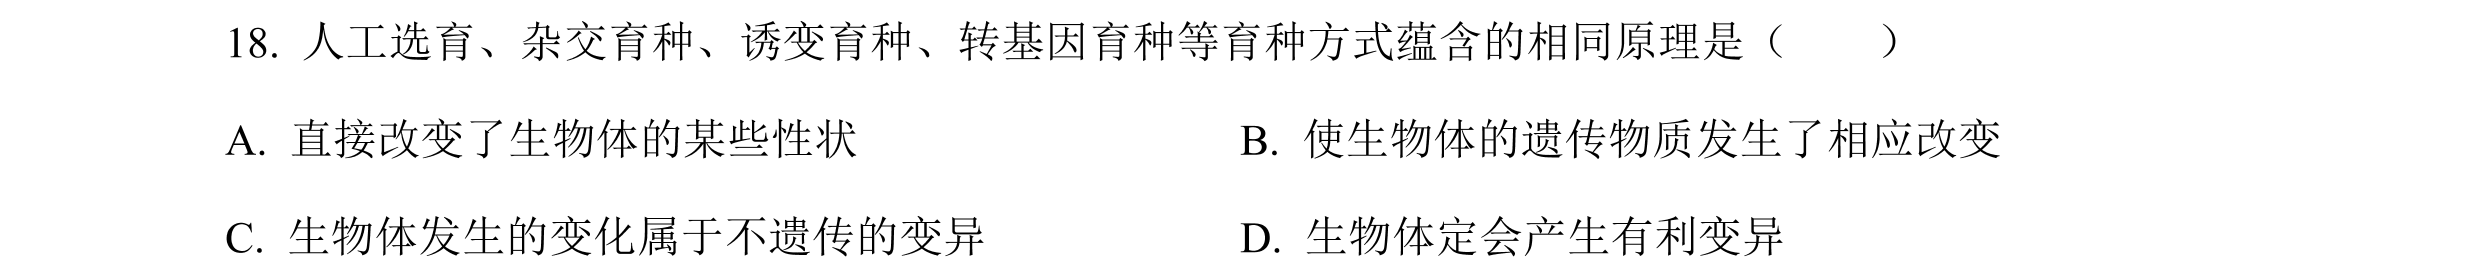 18. 人工选育、杂交育种、诱变育种、转基因育种等育种方式蕴含的相同原理是（　　）
A. 直接改变了生物体的某些性状　　B. 使生物体的遗传物质发生了相应改变
C. 生物体发生的变化属于不遗传的变异　　D. 生物体定会产生有利变异